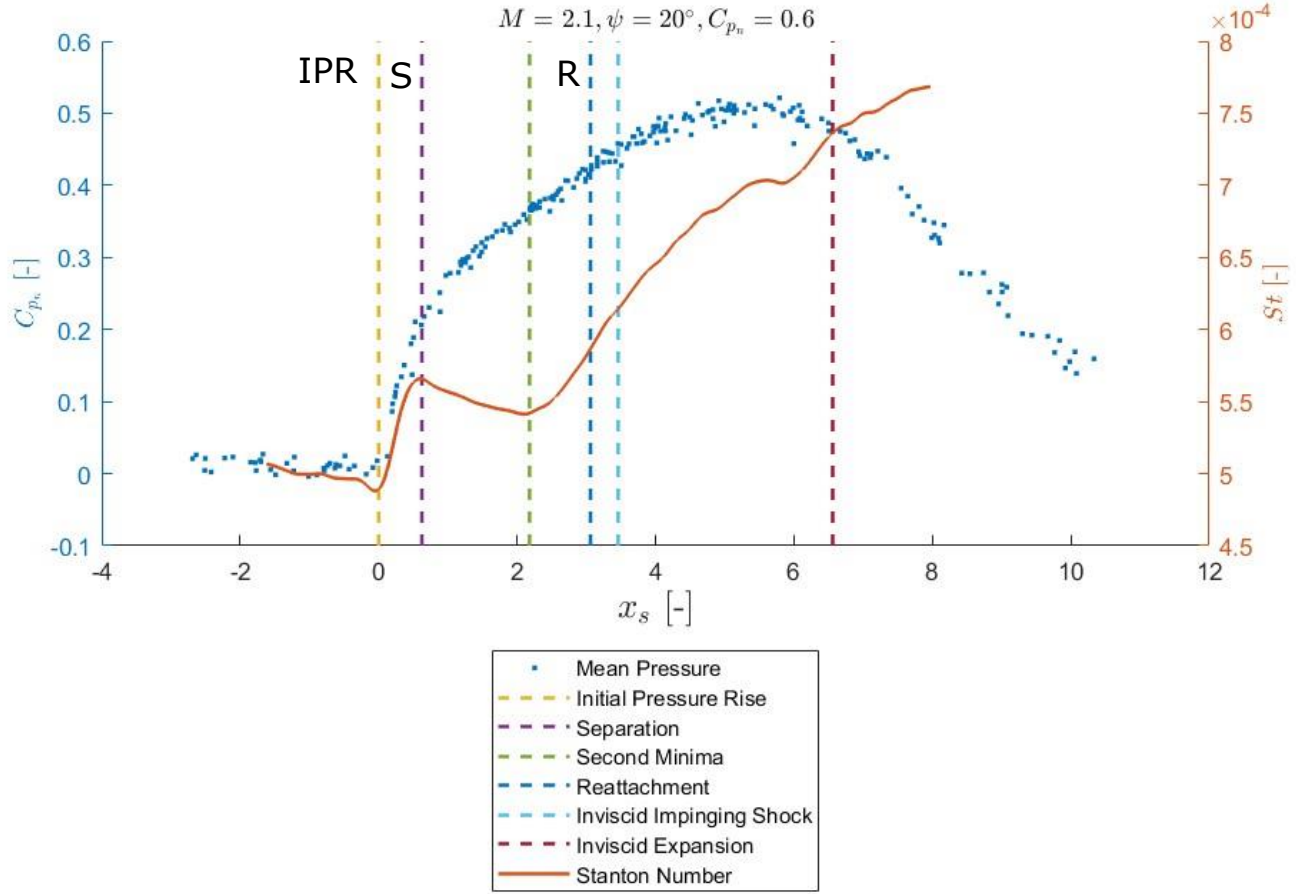 M = 2.1, ψ = 20°, C_{p_n} = 0.6
×10⁻⁴
IPR S R
0.6
0.5
0.4
0.3
0.2
0.1
0
-0.1
C_{p_n} [-]
8
7.5
7
6.5
6
5.5
5
4.5
St [-]
-4 -2 0 2 4 6 8 10 12
x_s [-]
Mean Pressure
Initial Pressure Rise
Separation
Second Minima
Reattachment
Inviscid Impinging Shock
Inviscid Expansion
Stanton Number